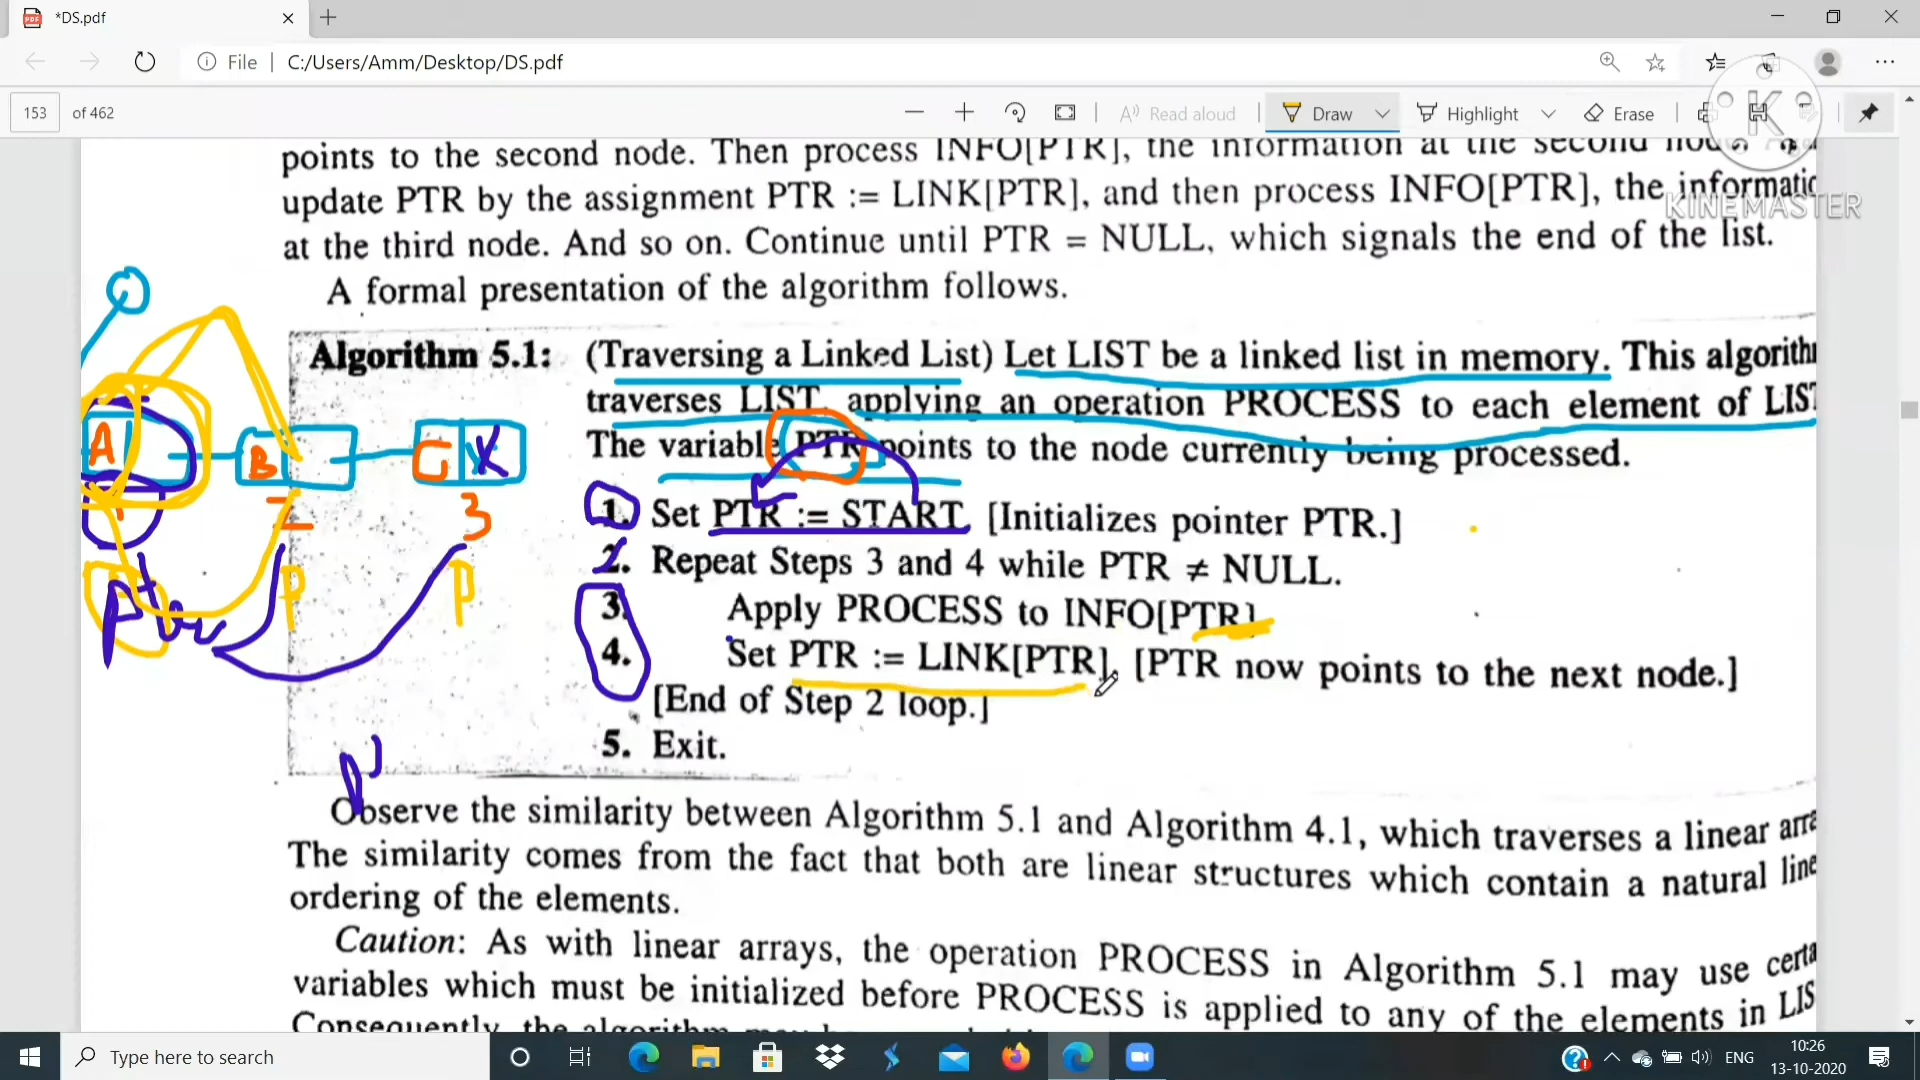 *DS.pdf
File | C:/Users/Amm/Desktop/DS.pdf
153 of 462
Read aloud Draw Highlight Erase
K
KINEMASTER
points to the second node. Then process INFO[PTR], the information at the second
update PTR by the assignment PTR := LINK[PTR], and then process INFO[PTR], the informatio
at the third node. And so on. Continue until PTR = NULL, which signals the end of the list.
A formal presentation of the algorithm follows.
Algorithm 5.1: (Traversing a Linked List) Let LIST be a linked list in memory. This algorith
traverses LIST, applying an operation PROCESS to each element of LIST
The variable PTR points to the node currently being processed.
1. Set PTR := START. [Initializes pointer PTR.]
2. Repeat Steps 3 and 4 while PTR ≠ NULL.
3. Apply PROCESS to INFO[PTR].
4. Set PTR := LINK[PTR]. [PTR now points to the next node.]
[End of Step 2 loop.]
5. Exit.
A B C X
1 2 3
Ptr P P
Observe the similarity between Algorithm 5.1 and Algorithm 4.1, which traverses a linear arra
The similarity comes from the fact that both are linear structures which contain a natural line
ordering of the elements.
Caution: As with linear arrays, the operation PROCESS in Algorithm 5.1 may use certa
variables which must be initialized before PROCESS is applied to any of the elements in LIS
Consequently, the algorithm may
Type here to search
ENG
10:26
13-10-2020